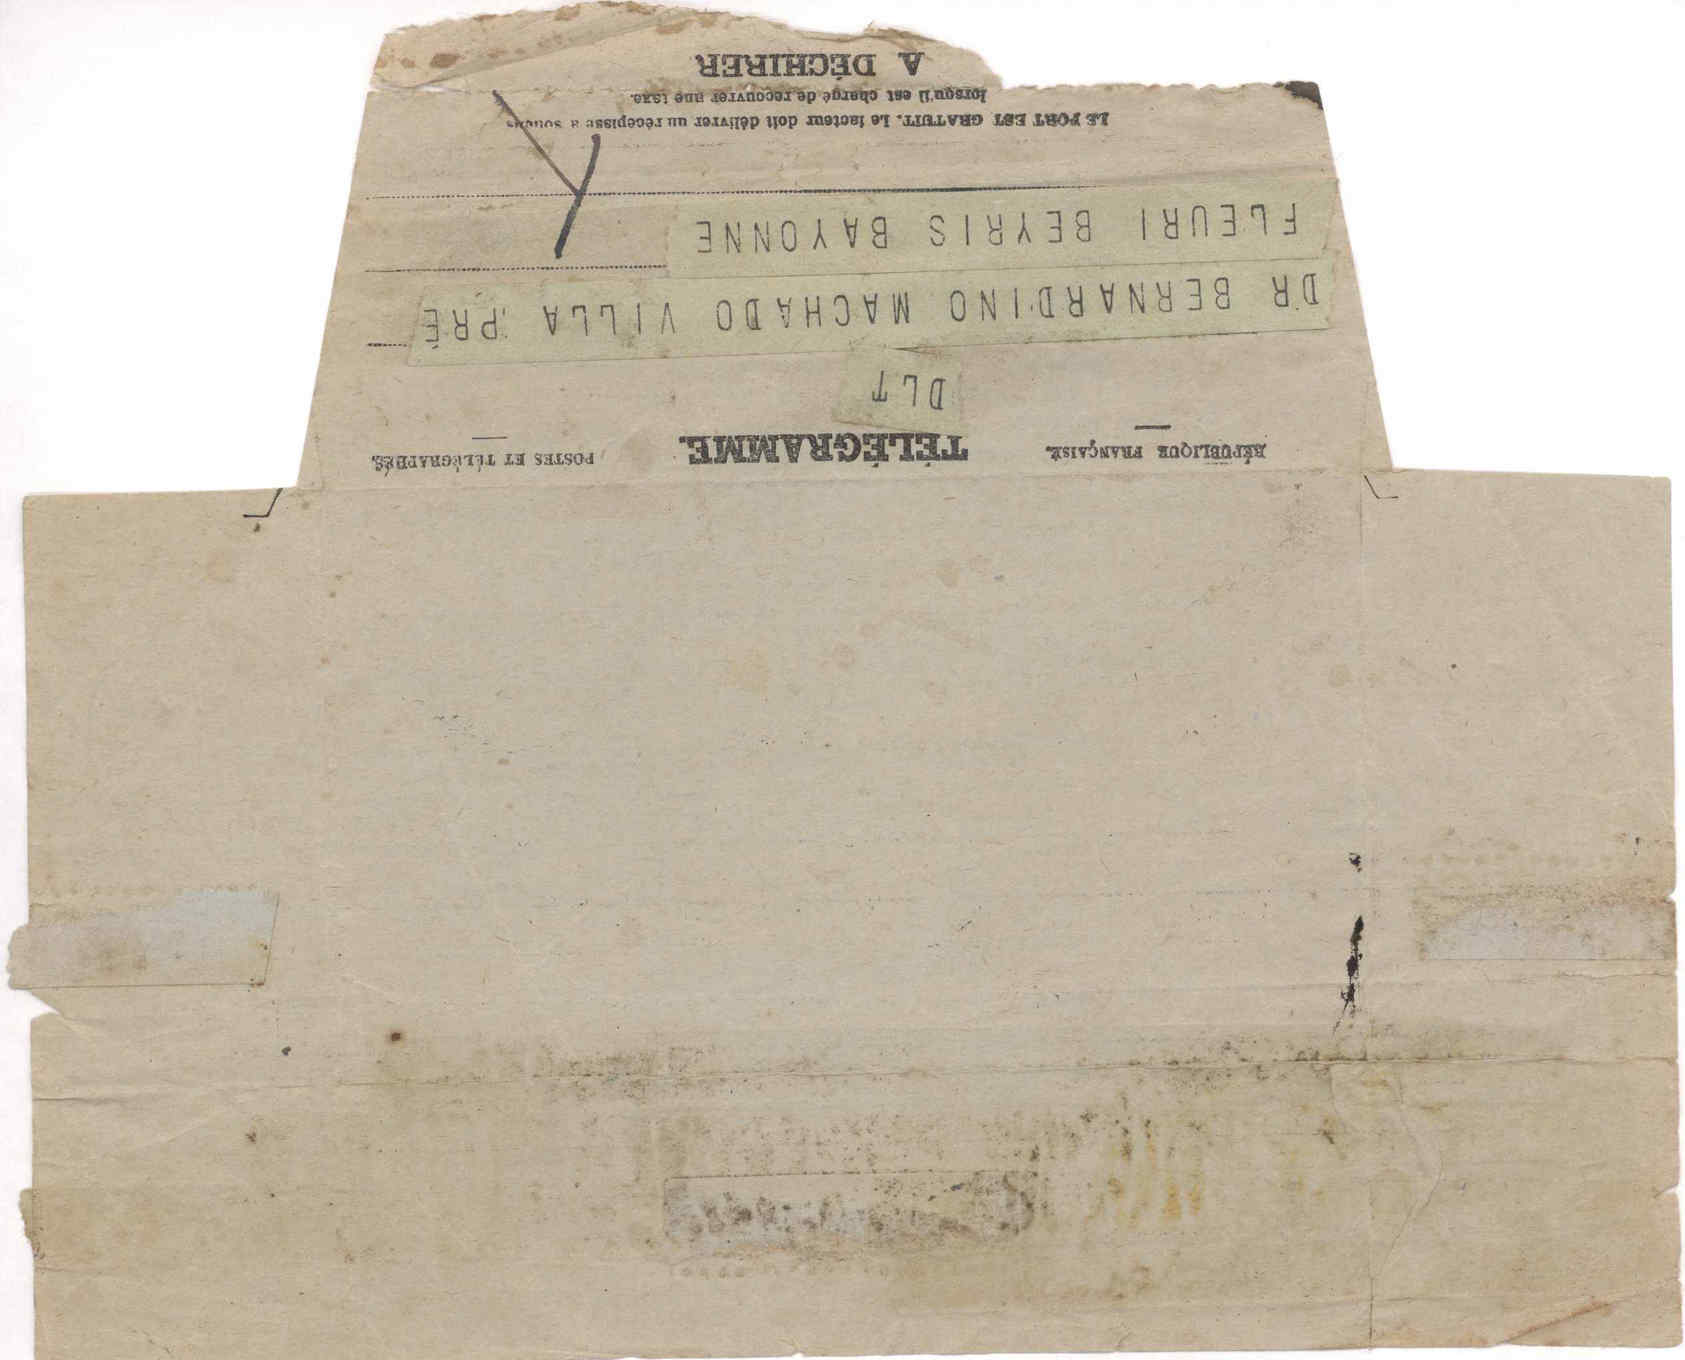 RÉPUBLIQUE FRANÇAISE. TÉLÉGRAMME. POSTES ET TÉLÉGRAPHES.
DLT
DR BERNARDINO MACHADO VILLA PRÉ
FLEURI BEYRIS BAYONNE
LE PORT EST GRATUIT. Le facteur doit délivrer un récépissé à souche
lorsqu'il est chargé de recouvrer une taxe.
A DÉCHIRER